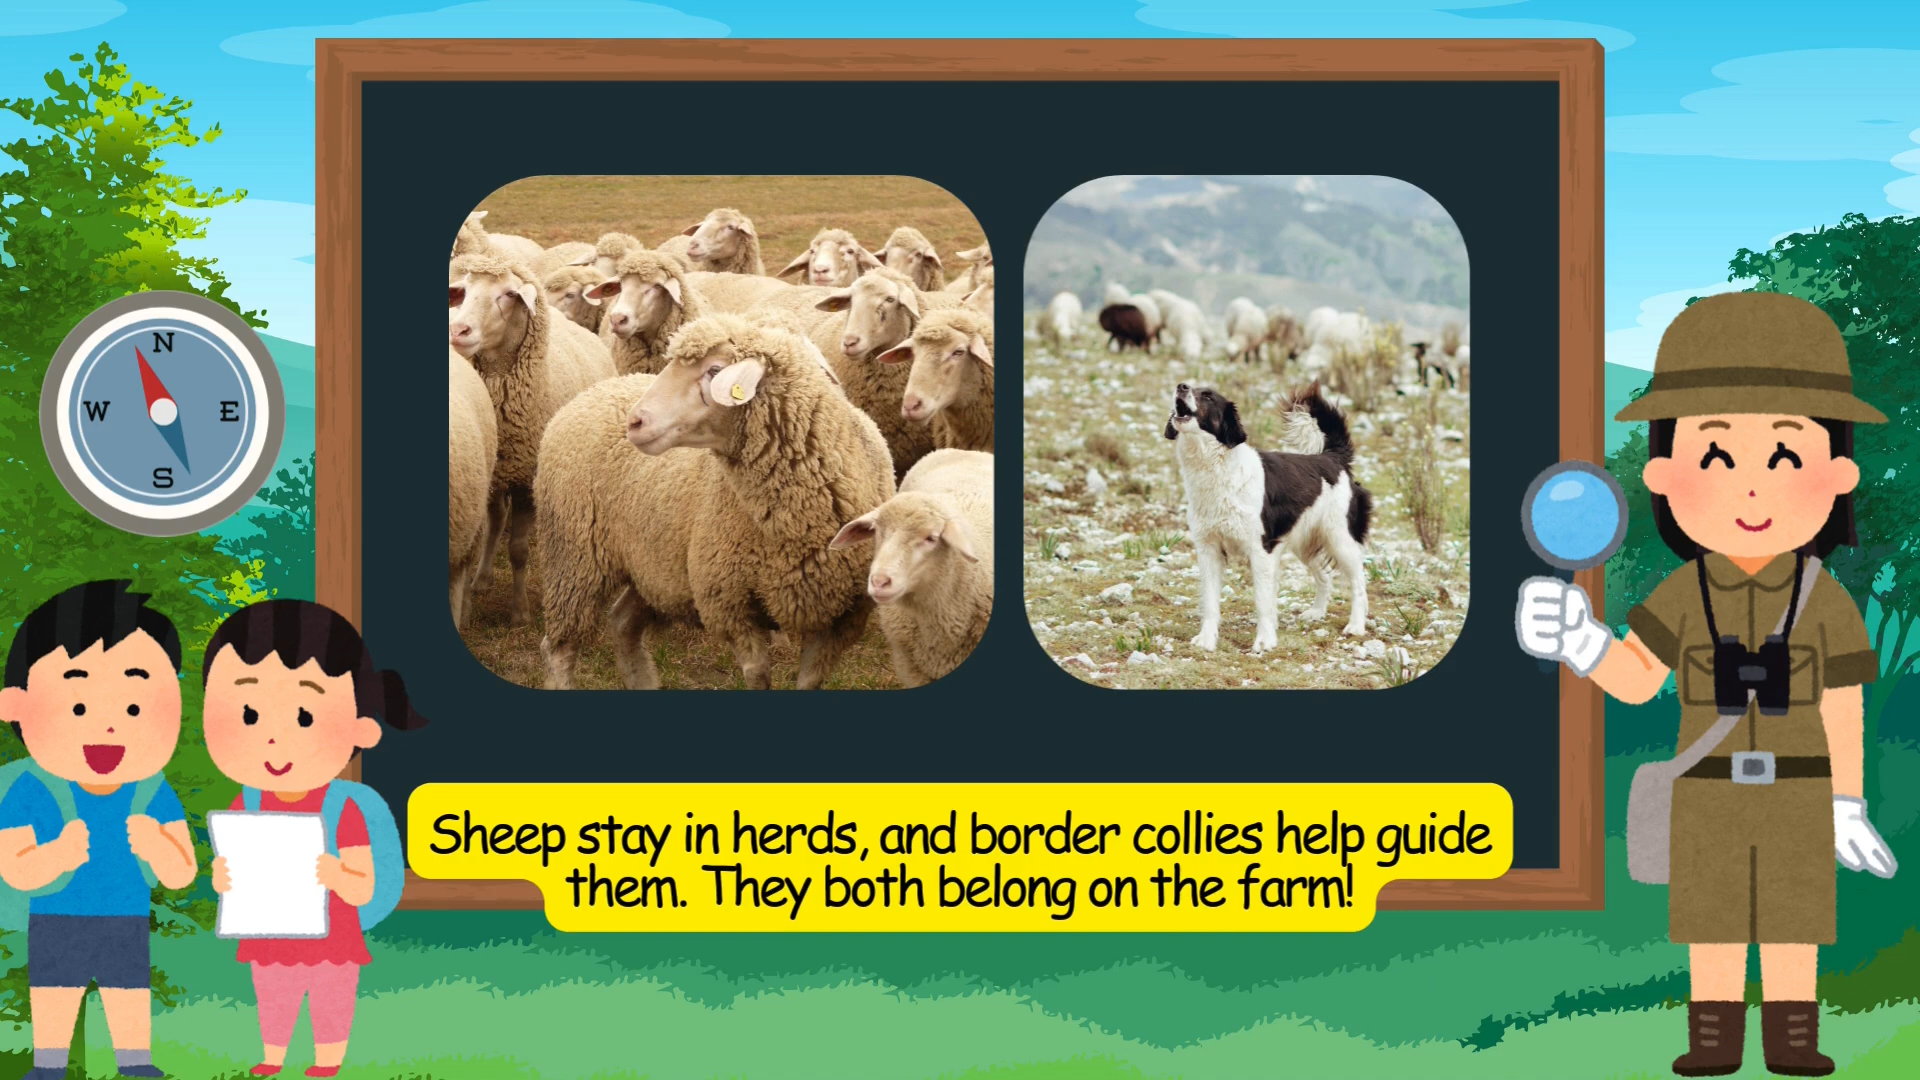 N
W E
S
Sheep stay in herds, and border collies help guide
them. They both belong on the farm!